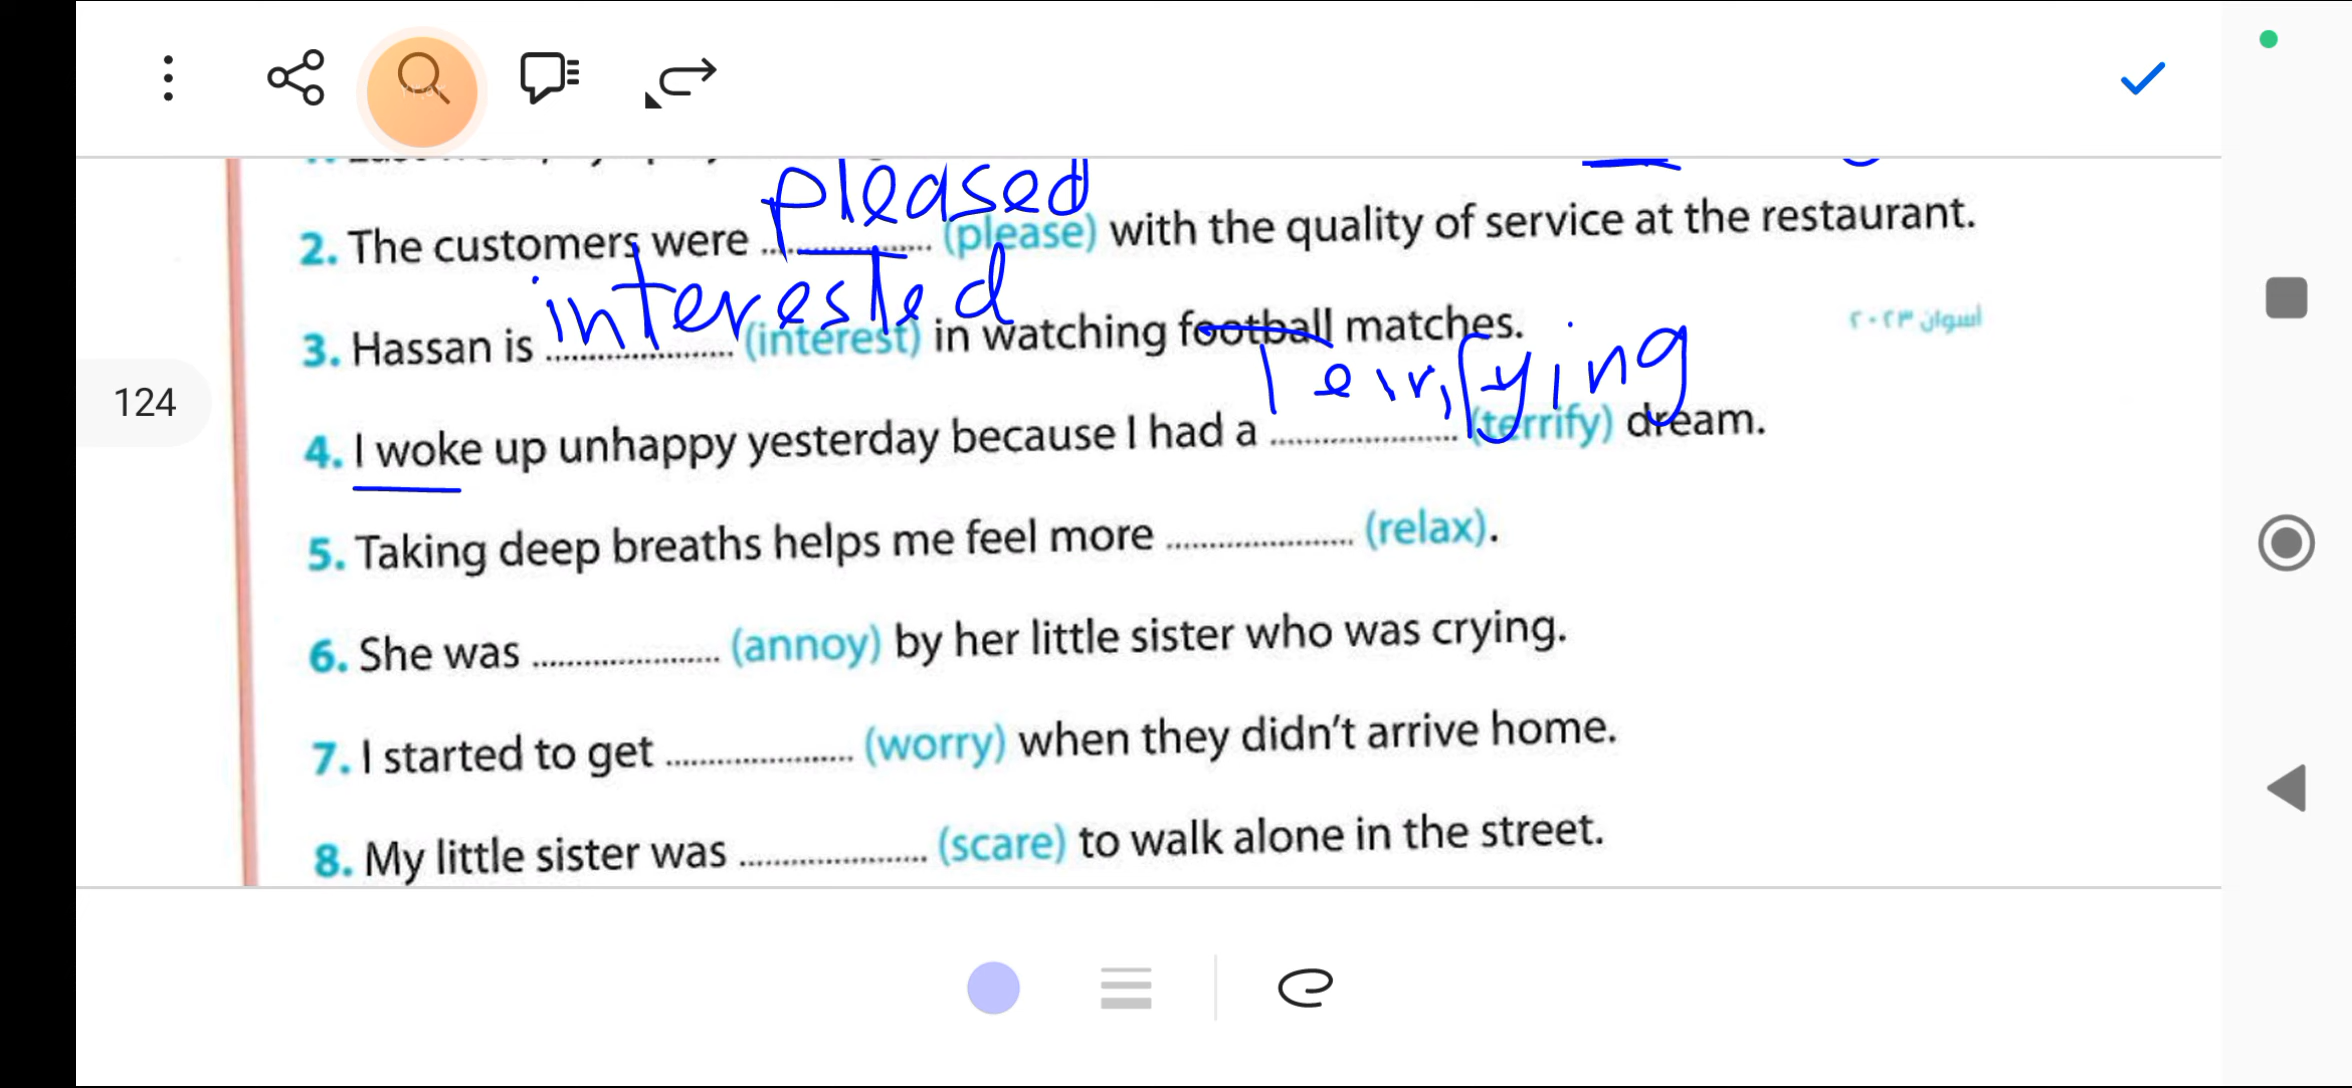 pleased
2. The customers were .................... (please) with the quality of service at the restaurant.
interested
3. Hassan is .................... (interest) in watching football matches.
أسوان ٢٠٢٣
Terrifying
124
4. I woke up unhappy yesterday because I had a .................... (terrify) dream.
5. Taking deep breaths helps me feel more .................... (relax).
6. She was .................... (annoy) by her little sister who was crying.
7. I started to get .................... (worry) when they didn't arrive home.
8. My little sister was .................... (scare) to walk alone in the street.